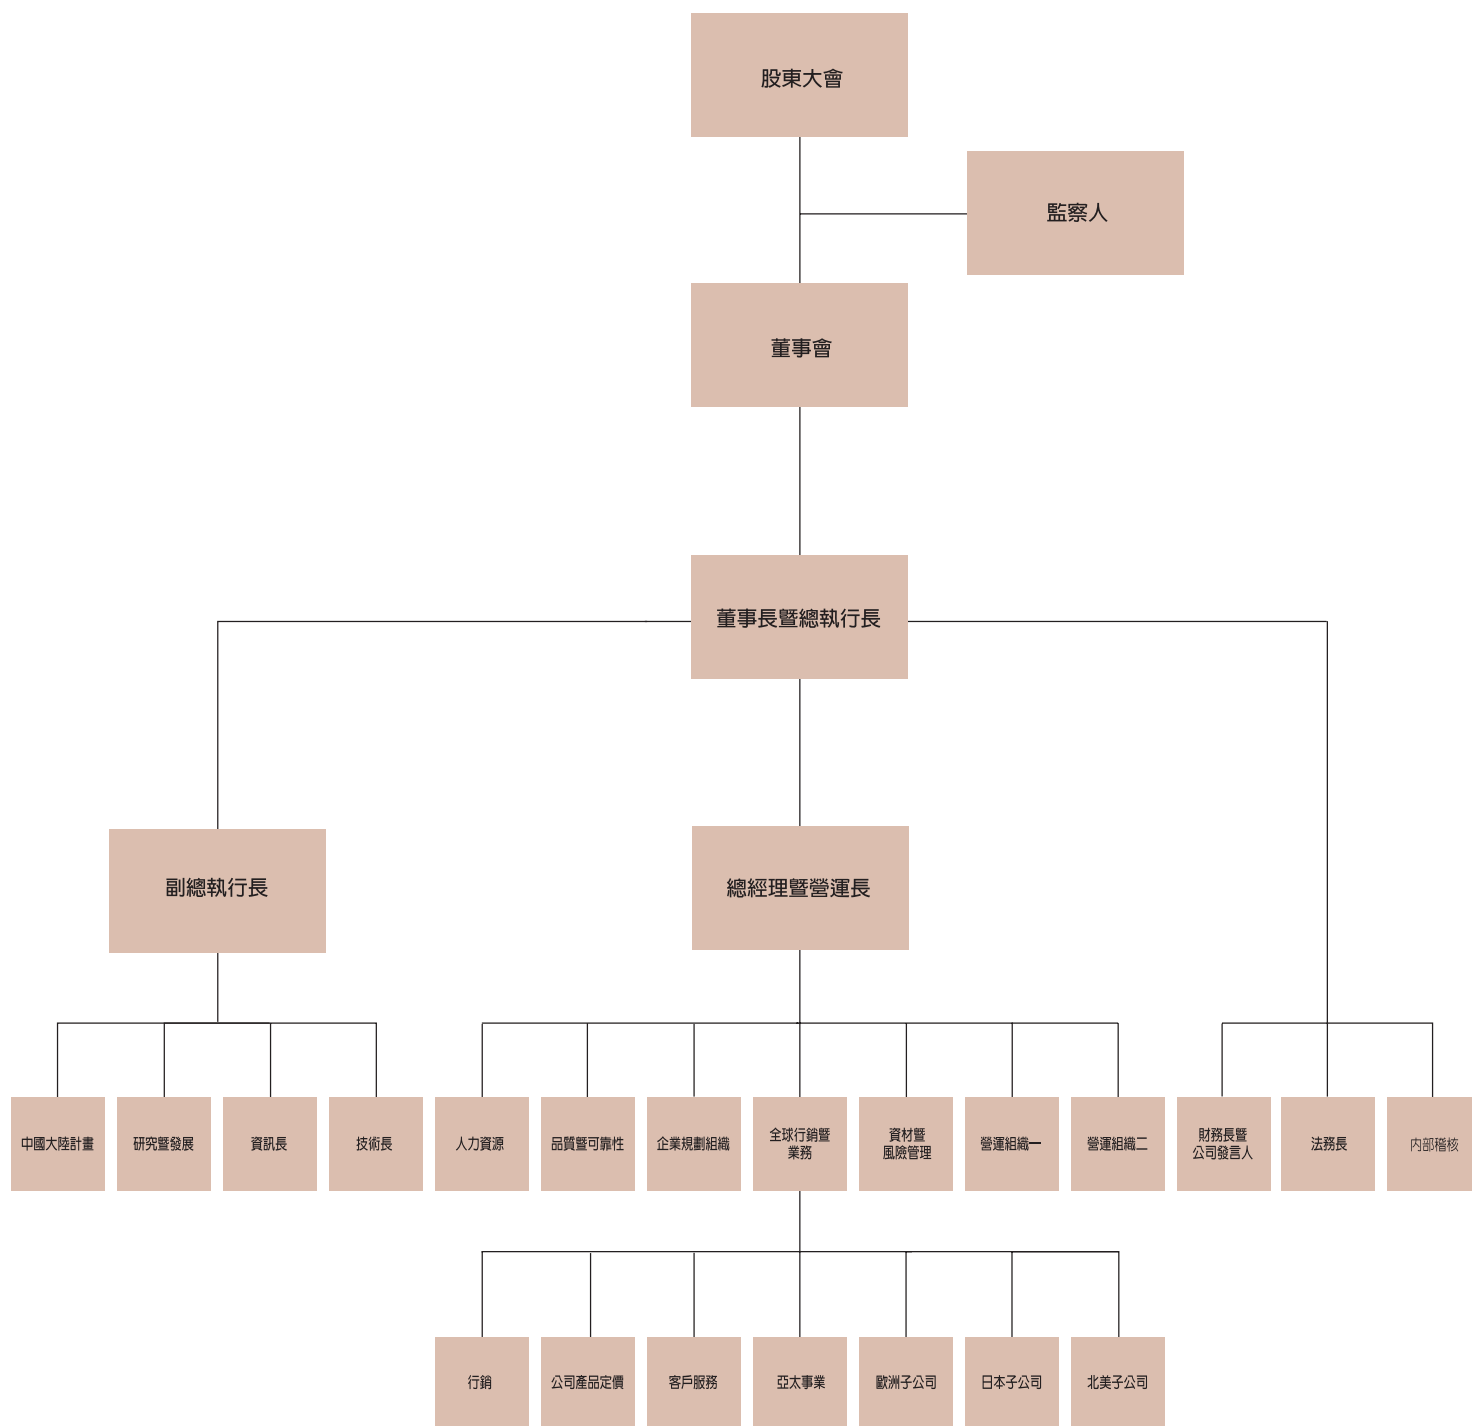 股東大會
監察人
董事會
董事長暨總執行長
副總執行長
總經理暨營運長
中國大陸計畫
研究暨發展
資訊長
技術長
人力資源
品質暨可靠性
企業規劃組織
全球行銷暨
業務
資材暨
風險管理
營運組織一
營運組織二
財務長暨
公司發言人
法務長
內部稽核
行銷
公司產品定價
客戶服務
亞太事業
歐洲子公司
日本子公司
北美子公司